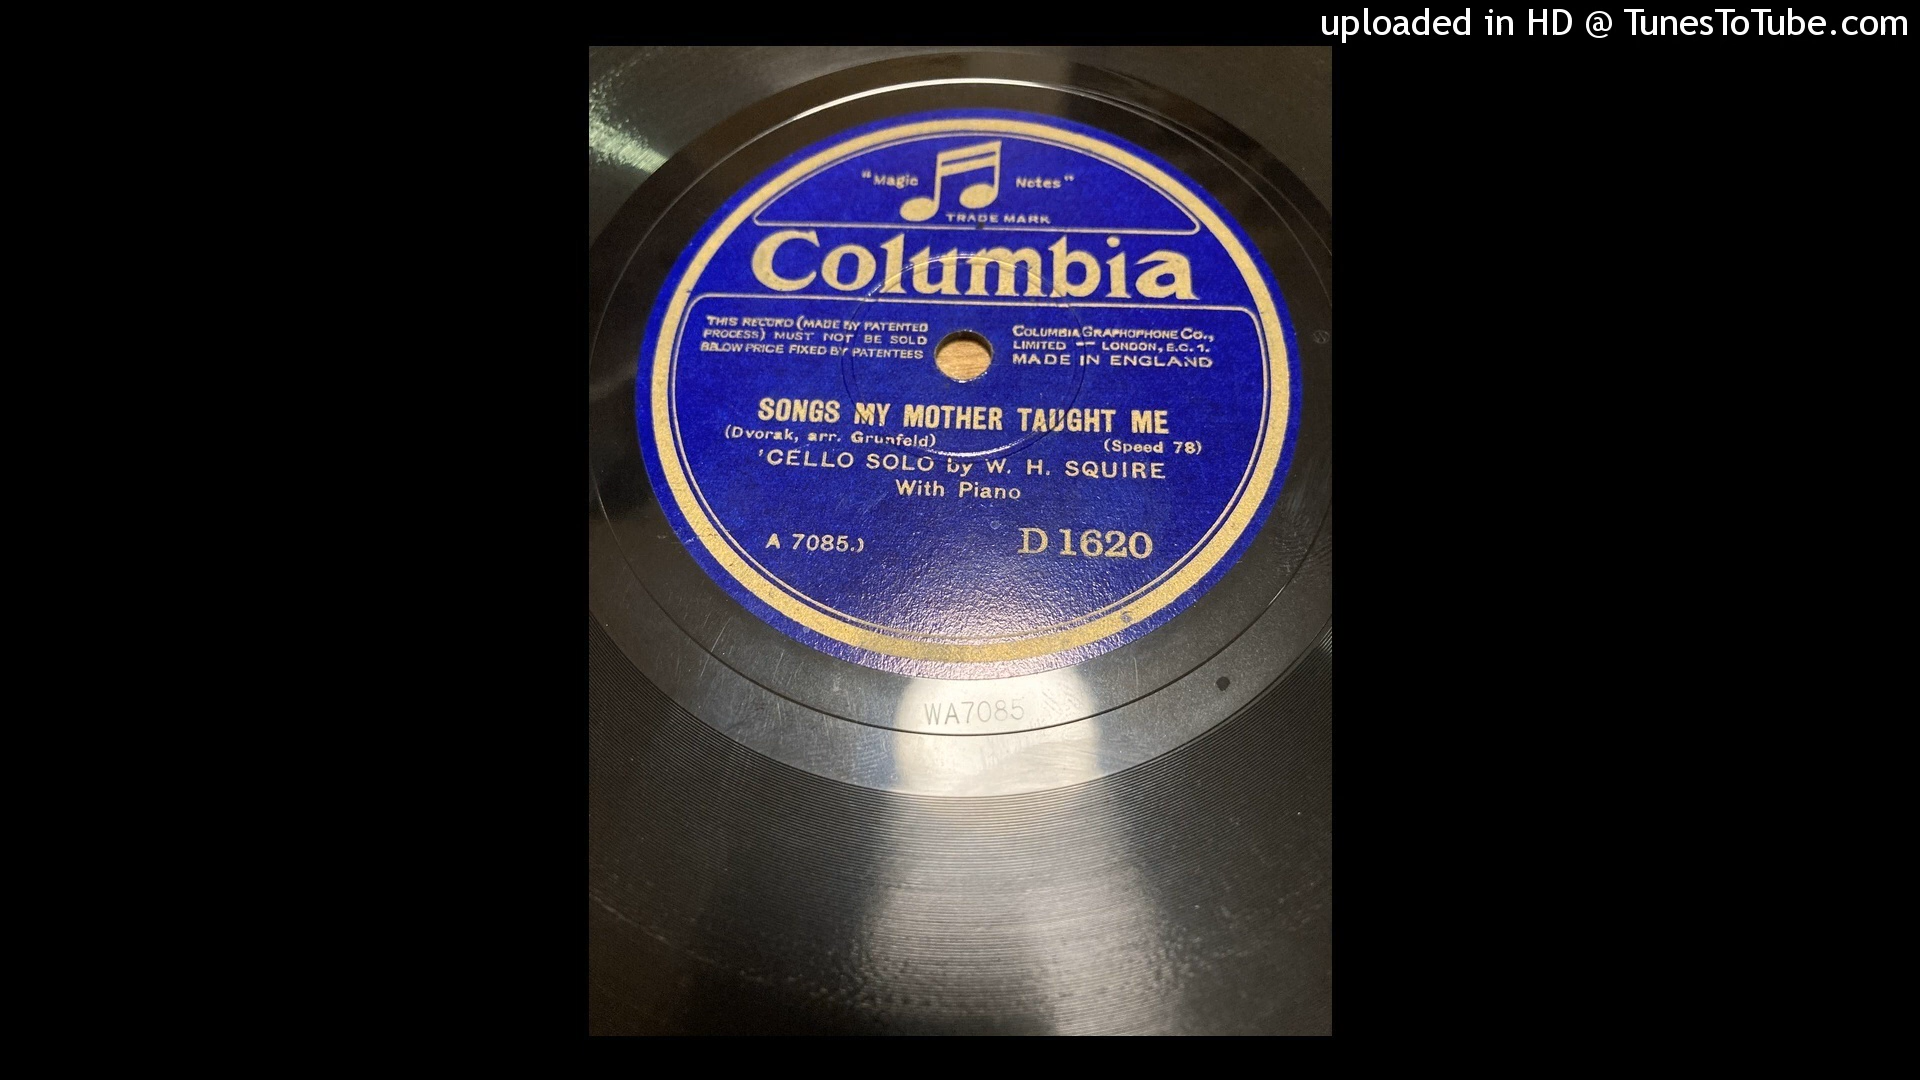 uploaded in HD @ TunesToTube.com
"Magic Notes"
TRADE MARK
Columbia
THIS RECORD (MADE BY PATENTED
PROCESS) MUST NOT BE SOLD
BELOW PRICE FIXED BY PATENTEES
COLUMBIA GRAPHOPHONE CO.,
LIMITED — LONDON, E.C.1.
MADE IN ENGLAND
SONGS MY MOTHER TAUGHT ME
(Dvorak, arr. Grunfeld) (Speed 78)
'CELLO SOLO by W. H. SQUIRE
With Piano
A 7085.) D 1620
WA7085